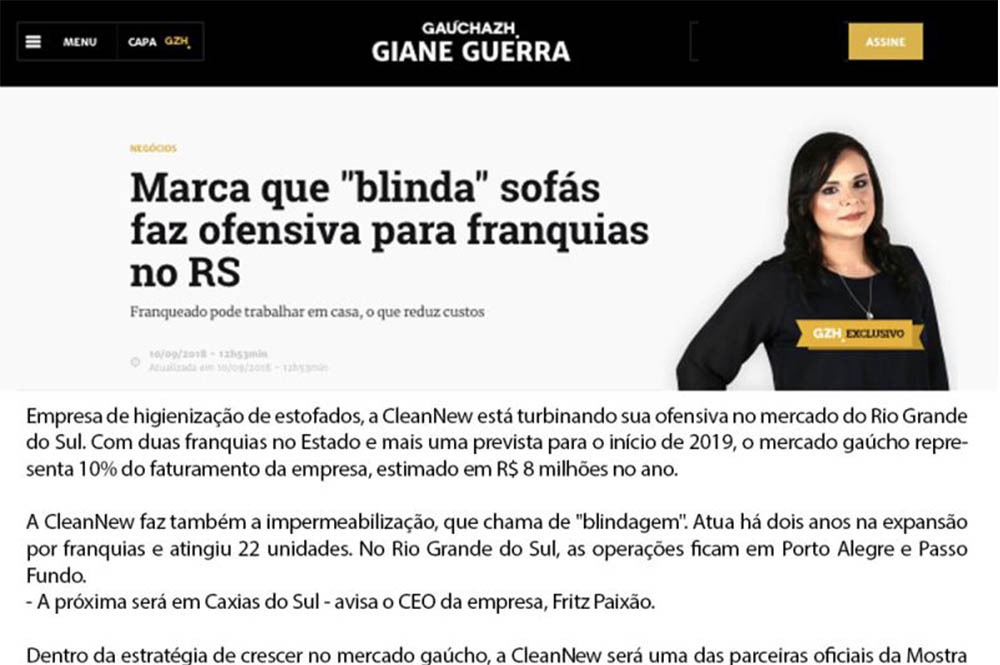 MENU
CAPA GZH
GAÚCHAZH
GIANE GUERRA
ASSINE
NEGÓCIOS
Marca que "blinda" sofás
faz ofensiva para franquias
no RS
Franqueado pode trabalhar em casa, o que reduz custos
10/09/2018 - 12h53min
Atualizada em 10/09/2018 - 12h53min
GZH EXCLUSIVO
Empresa de higienização de estofados, a CleanNew está turbinando sua ofensiva no mercado do Rio Grande
do Sul. Com duas franquias no Estado e mais uma prevista para o início de 2019, o mercado gaúcho repre-
senta 10% do faturamento da empresa, estimado em R$ 8 milhões no ano.
A CleanNew faz também a impermeabilização, que chama de "blindagem". Atua há dois anos na expansão
por franquias e atingiu 22 unidades. No Rio Grande do Sul, as operações ficam em Porto Alegre e Passo
Fundo.
- A próxima será em Caxias do Sul - avisa o CEO da empresa, Fritz Paixão.
Dentro da estratégia de crescer no mercado gaúcho, a CleanNew será uma das parceiras oficiais da Mostra